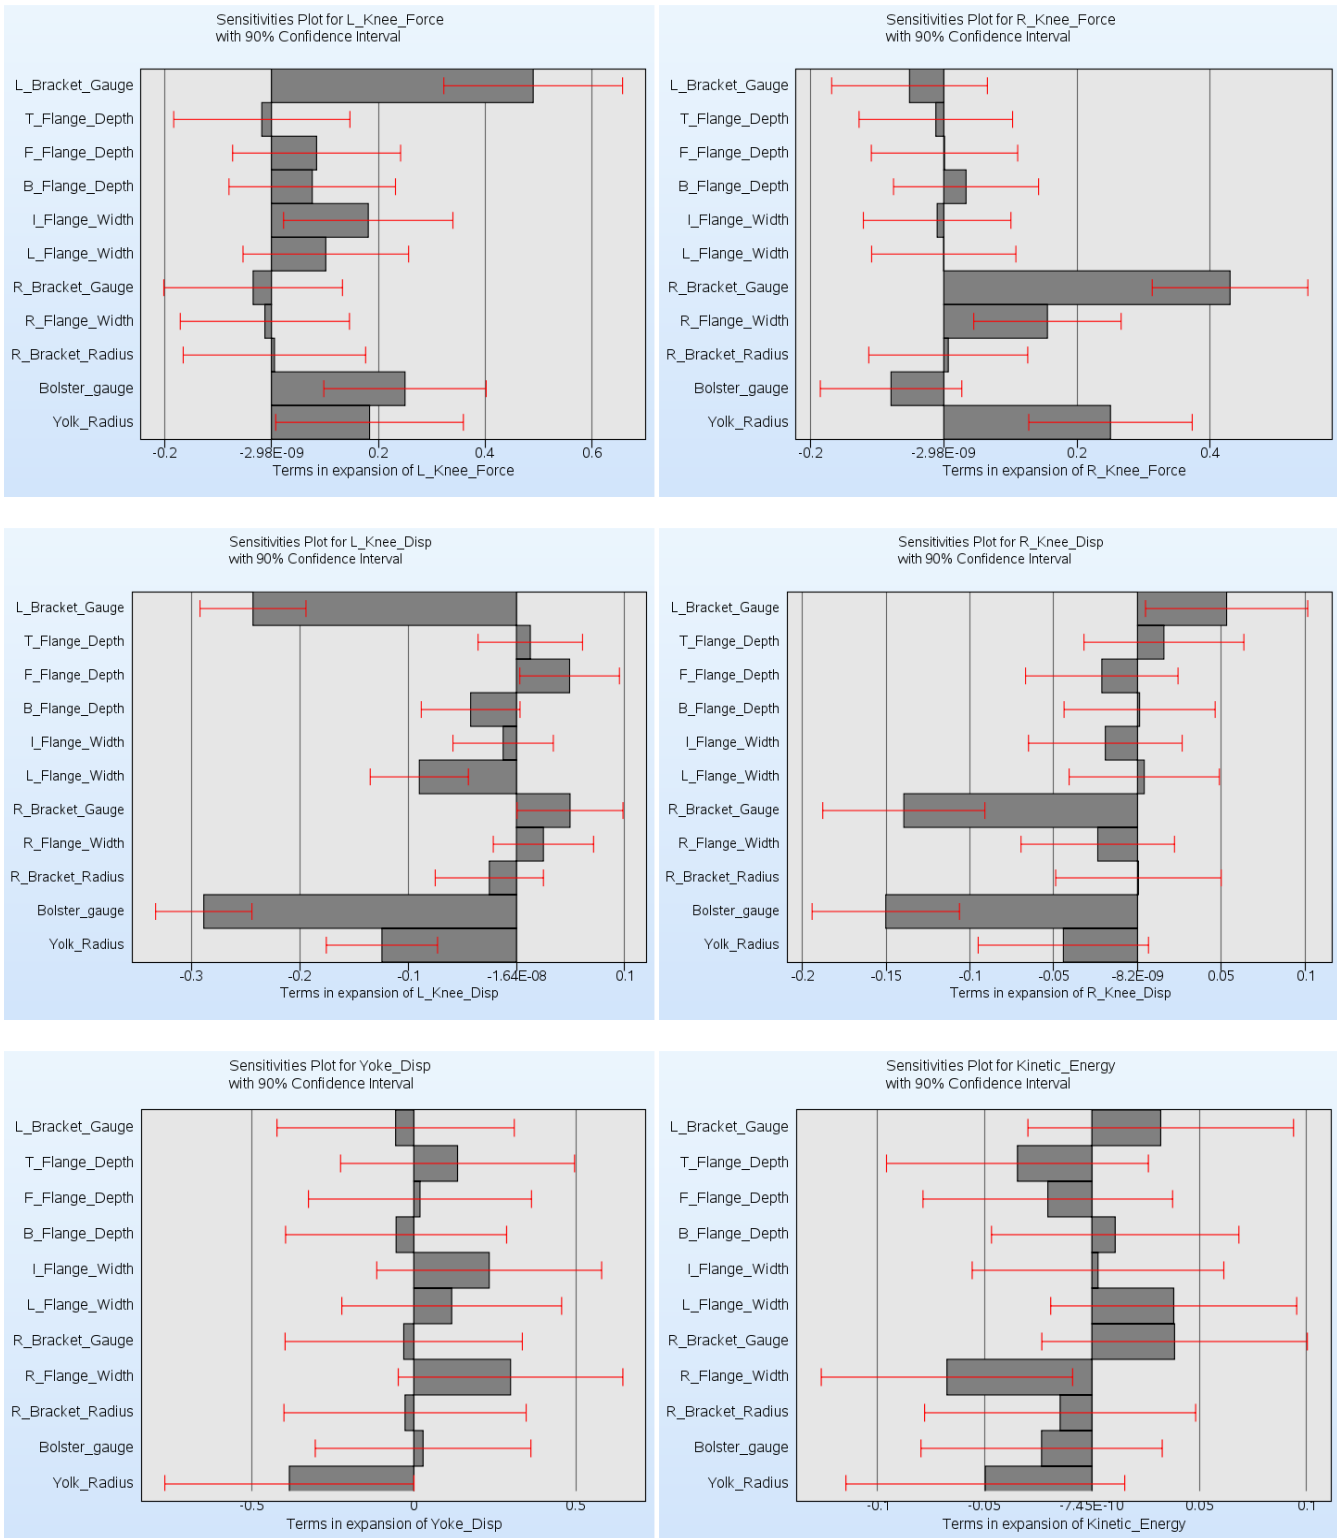 Sensitivities Plot for L_Knee_Force
with 90% Confidence Interval
L_Bracket_Gauge
T_Flange_Depth
F_Flange_Depth
B_Flange_Depth
I_Flange_Width
L_Flange_Width
R_Bracket_Gauge
R_Flange_Width
R_Bracket_Radius
Bolster_gauge
Yolk_Radius
-0.2 -2.98E-09 0.2 0.4 0.6
Terms in expansion of L_Knee_Force
Sensitivities Plot for R_Knee_Force
with 90% Confidence Interval
L_Bracket_Gauge
T_Flange_Depth
F_Flange_Depth
B_Flange_Depth
I_Flange_Width
L_Flange_Width
R_Bracket_Gauge
R_Flange_Width
R_Bracket_Radius
Bolster_gauge
Yolk_Radius
-0.2 -2.98E-09 0.2 0.4
Terms in expansion of R_Knee_Force
Sensitivities Plot for L_Knee_Disp
with 90% Confidence Interval
L_Bracket_Gauge
T_Flange_Depth
F_Flange_Depth
B_Flange_Depth
I_Flange_Width
L_Flange_Width
R_Bracket_Gauge
R_Flange_Width
R_Bracket_Radius
Bolster_gauge
Yolk_Radius
-0.3 -0.2 -0.1 -1.64E-08 0.1
Terms in expansion of L_Knee_Disp
Sensitivities Plot for R_Knee_Disp
with 90% Confidence Interval
L_Bracket_Gauge
T_Flange_Depth
F_Flange_Depth
B_Flange_Depth
I_Flange_Width
L_Flange_Width
R_Bracket_Gauge
R_Flange_Width
R_Bracket_Radius
Bolster_gauge
Yolk_Radius
-0.2 -0.15 -0.1 -0.05 -8.2E-09 0.05 0.1
Terms in expansion of R_Knee_Disp
Sensitivities Plot for Yoke_Disp
with 90% Confidence Interval
L_Bracket_Gauge
T_Flange_Depth
F_Flange_Depth
B_Flange_Depth
I_Flange_Width
L_Flange_Width
R_Bracket_Gauge
R_Flange_Width
R_Bracket_Radius
Bolster_gauge
Yolk_Radius
-0.5 0 0.5
Terms in expansion of Yoke_Disp
Sensitivities Plot for Kinetic_Energy
with 90% Confidence Interval
L_Bracket_Gauge
T_Flange_Depth
F_Flange_Depth
B_Flange_Depth
I_Flange_Width
L_Flange_Width
R_Bracket_Gauge
R_Flange_Width
R_Bracket_Radius
Bolster_gauge
Yolk_Radius
-0.1 -0.05 -7.45E-10 0.05 0.1
Terms in expansion of Kinetic_Energy